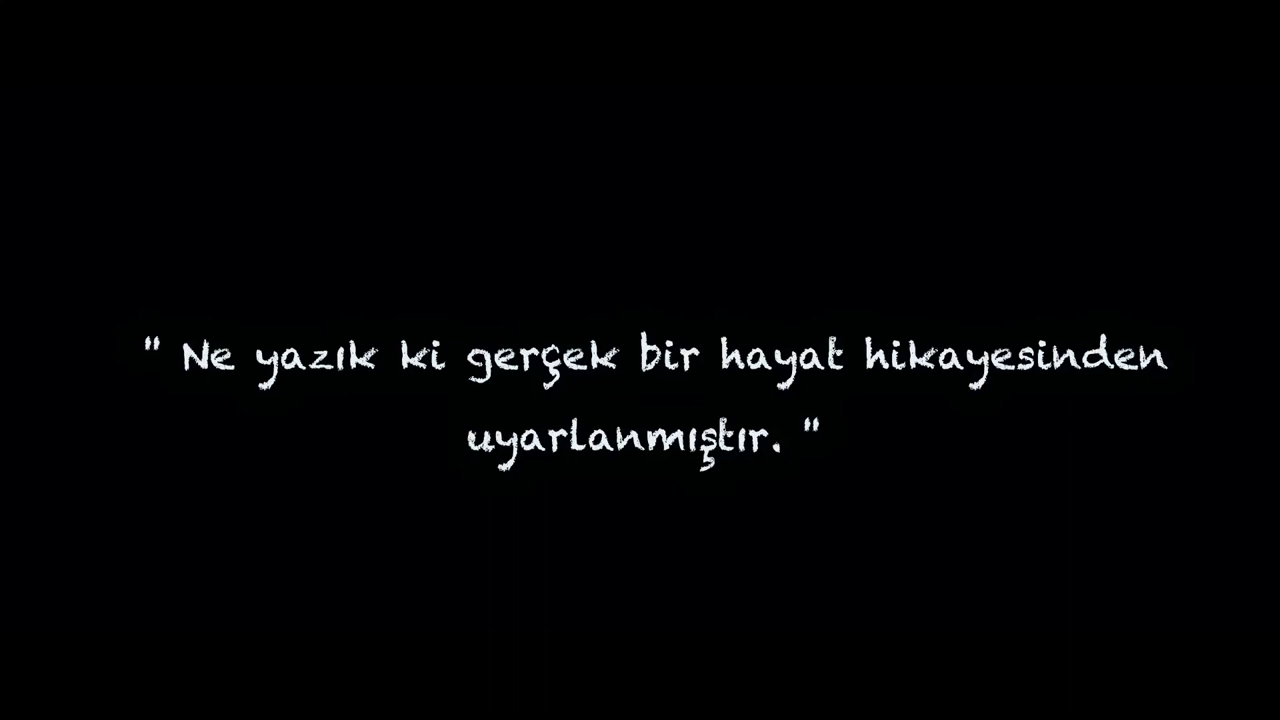 " Ne yazık ki gerçek bir hayat hikayesinden
uyarlanmıştır. "